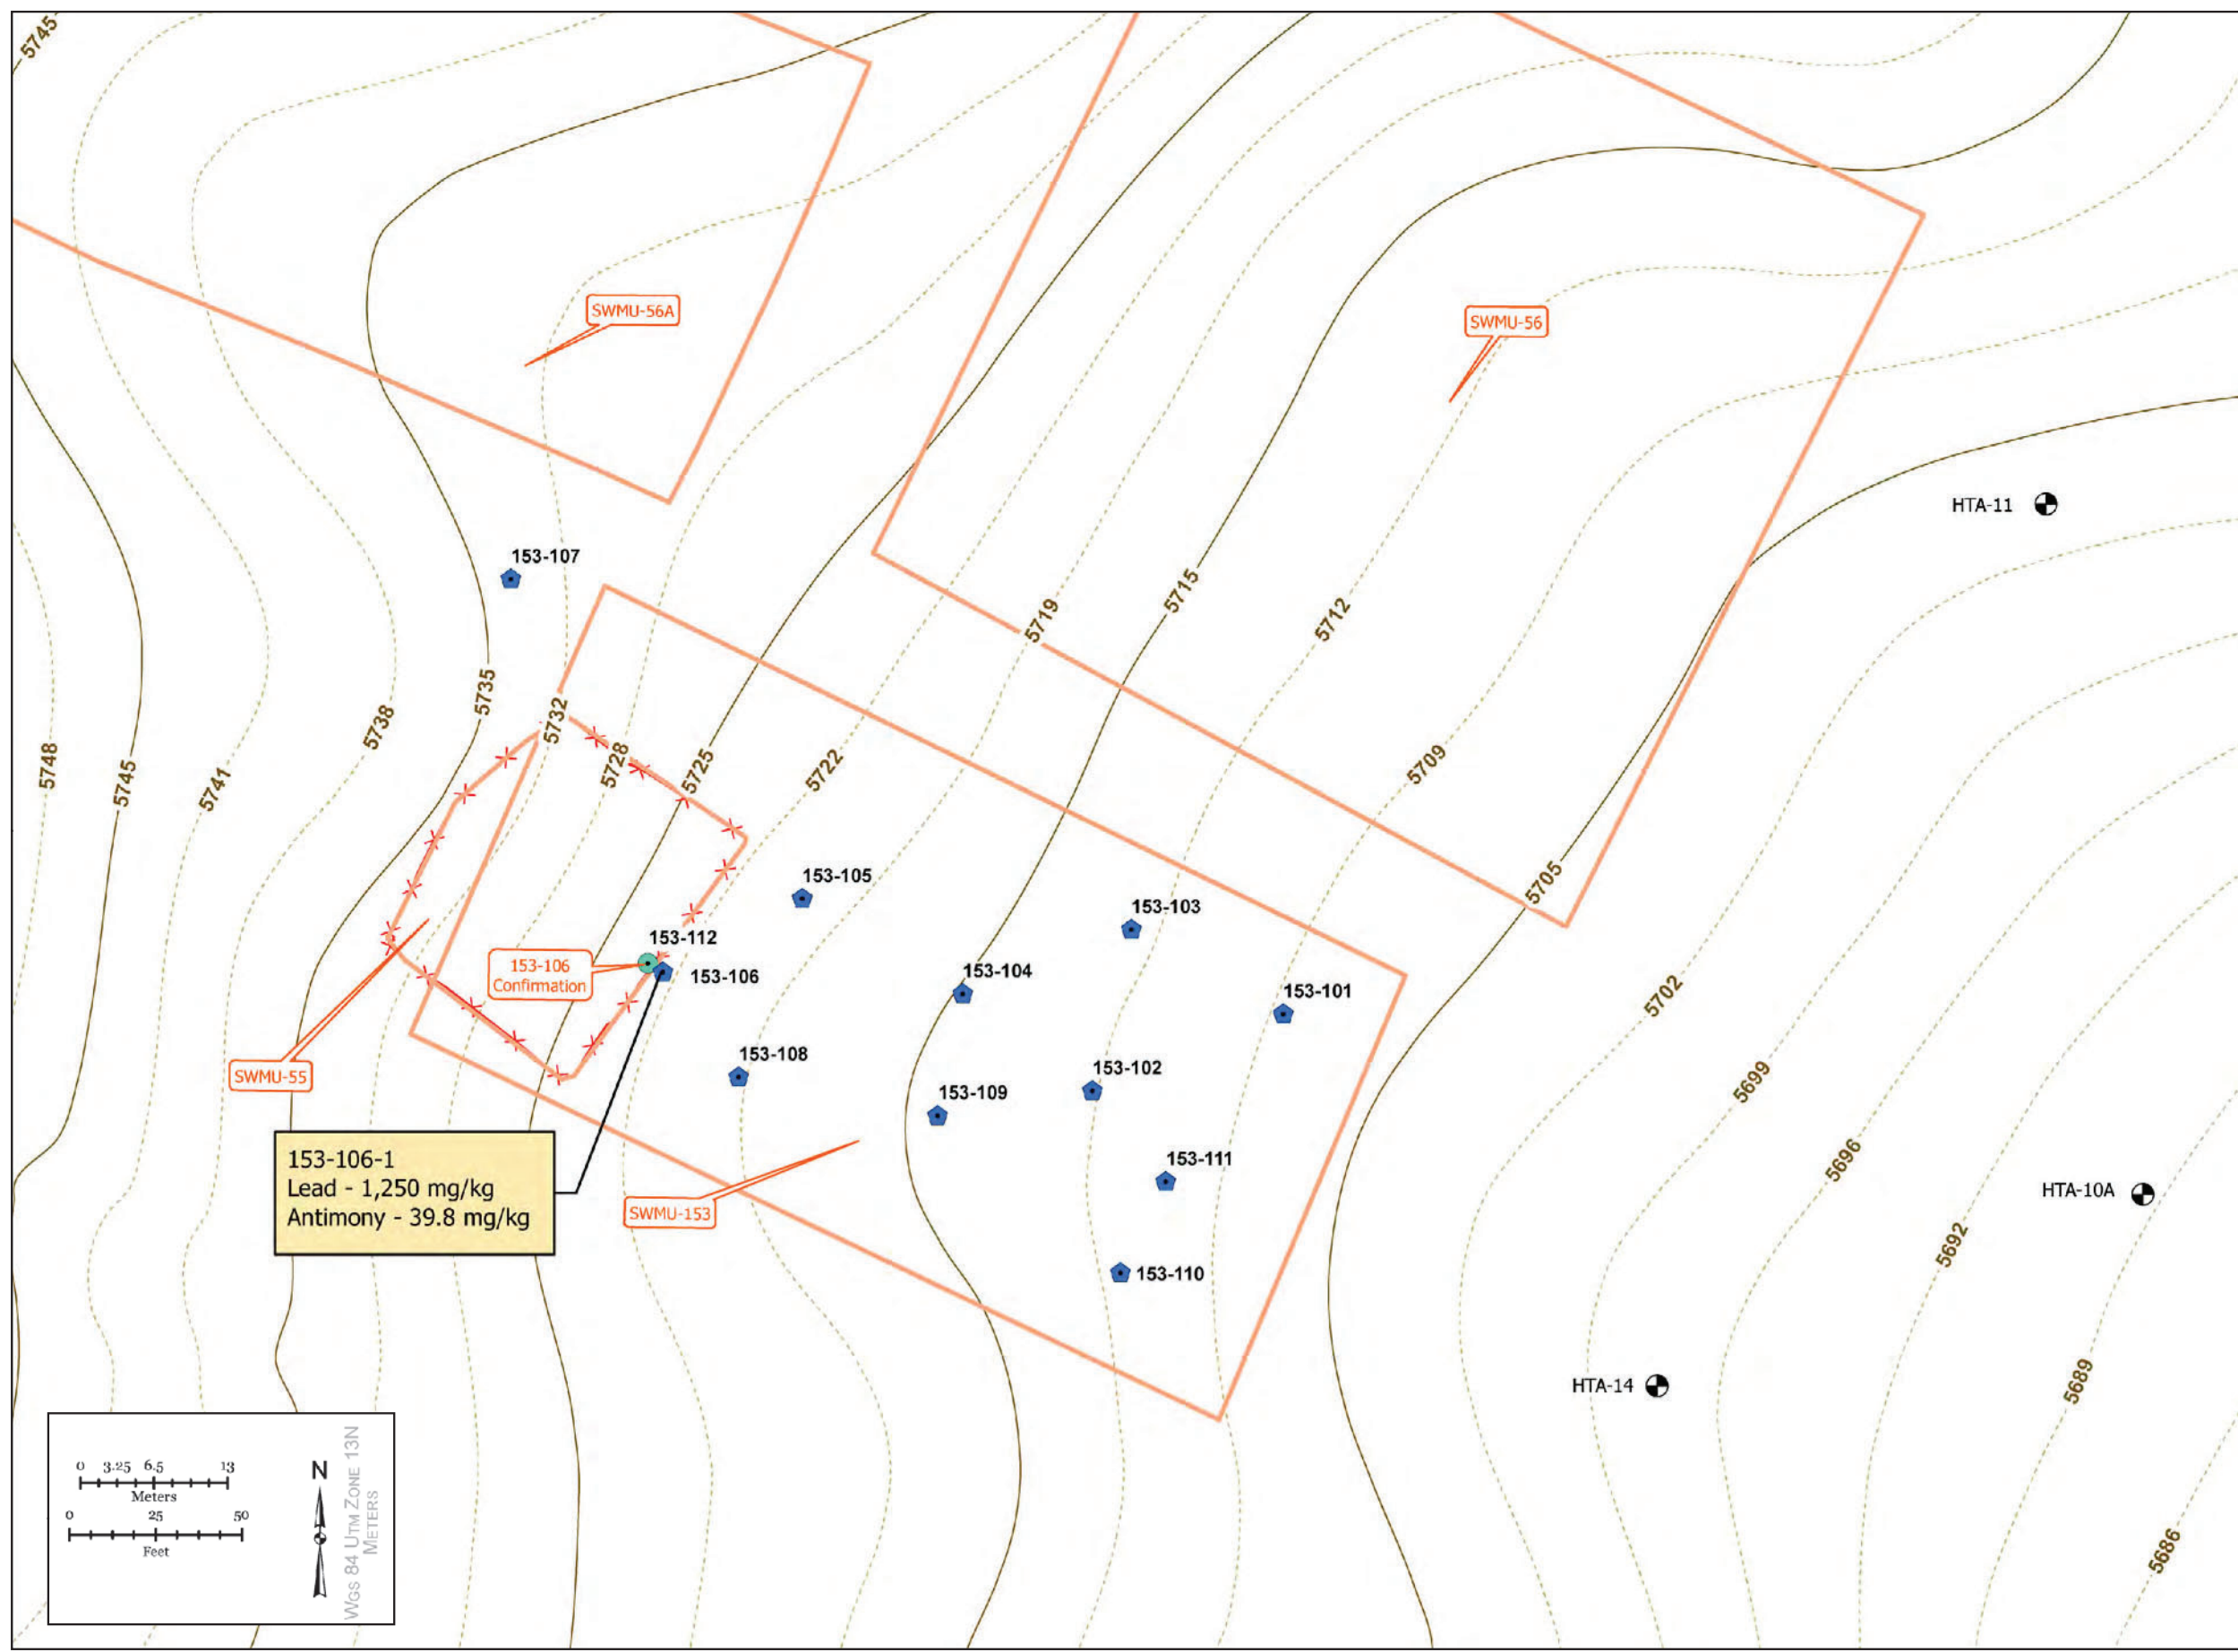 5745
SWMU-56A
SWMU-56
HTA-11
153-107
5719
5715
5712
5735
5732
5738
5728
5725
5722
5709
5748
5745
5741
153-105
5705
153-103
153-112
153-106
Confirmation
153-106
153-104
153-101
5702
SWMU-55
153-108
153-102
153-109
5699
153-106-1
Lead - 1,250 mg/kg
Antimony - 39.8 mg/kg
SWMU-153
153-111
5696
HTA-10A
5692
153-110
HTA-14
5689
5686
0 3.25 6.5 13
Meters
0 25 50
Feet
N
WGS 84 UTM ZONE 13N
METERS